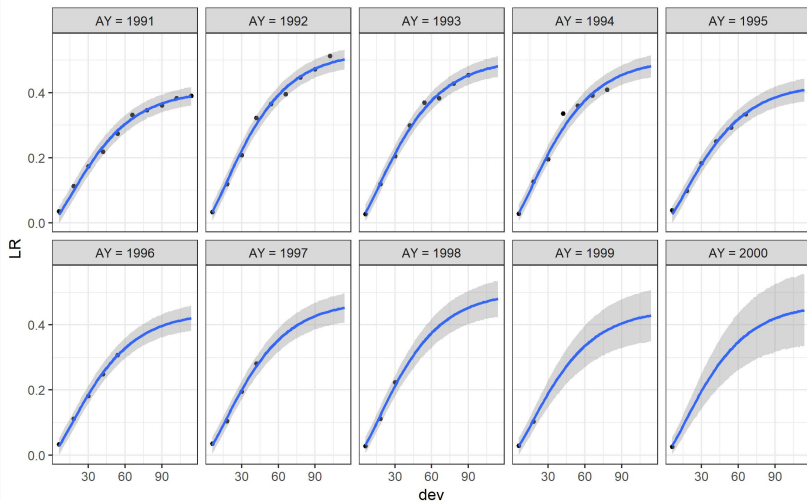 AY = 1991 AY = 1992 AY = 1993 AY = 1994 AY = 1995
0.4
0.2
0.0
LR
AY = 1996 AY = 1997 AY = 1998 AY = 1999 AY = 2000
0.4
0.2
0.0
30 60 90 30 60 90 30 60 90 30 60 90 30 60 90
dev